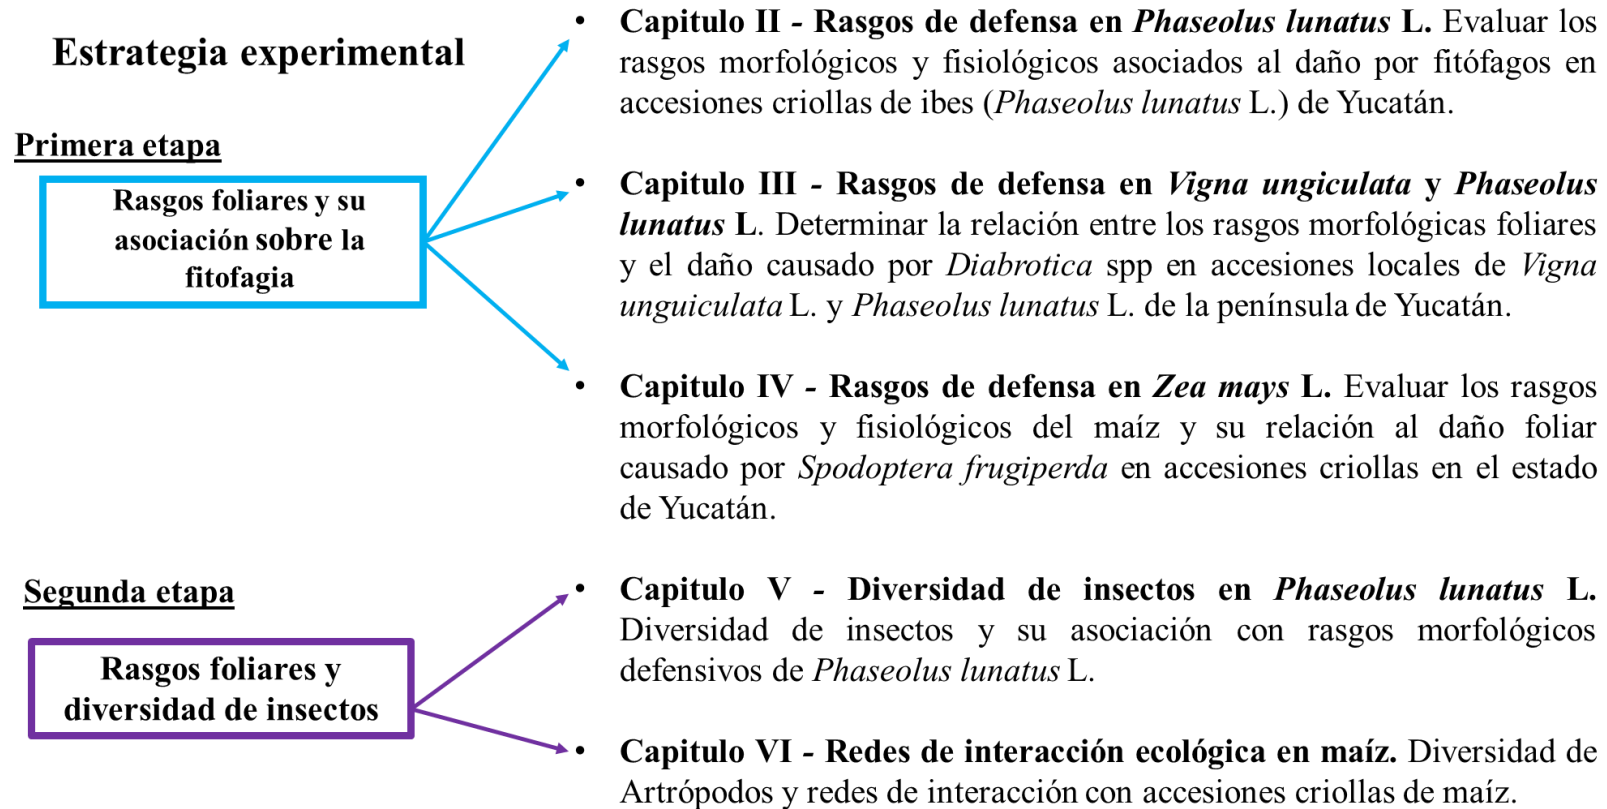 Estrategia experimental
Primera etapa
Rasgos foliares y su
asociación sobre la
fitofagia
• Capitulo II - Rasgos de defensa en Phaseolus lunatus L. Evaluar los
rasgos morfológicos y fisiológicos asociados al daño por fitófagos en
accesiones criollas de ibes (Phaseolus lunatus L.) de Yucatán.
• Capitulo III - Rasgos de defensa en Vigna ungiculata y Phaseolus
lunatus L. Determinar la relación entre los rasgos morfológicas foliares
y el daño causado por Diabrotica spp en accesiones locales de Vigna
unguiculata L. y Phaseolus lunatus L. de la península de Yucatán.
• Capitulo IV - Rasgos de defensa en Zea mays L. Evaluar los rasgos
morfológicos y fisiológicos del maíz y su relación al daño foliar
causado por Spodoptera frugiperda en accesiones criollas en el estado
de Yucatán.
Segunda etapa
Rasgos foliares y
diversidad de insectos
• Capitulo V - Diversidad de insectos en Phaseolus lunatus L.
Diversidad de insectos y su asociación con rasgos morfológicos
defensivos de Phaseolus lunatus L.
• Capitulo VI - Redes de interacción ecológica en maíz. Diversidad de
Artrópodos y redes de interacción con accesiones criollas de maíz.